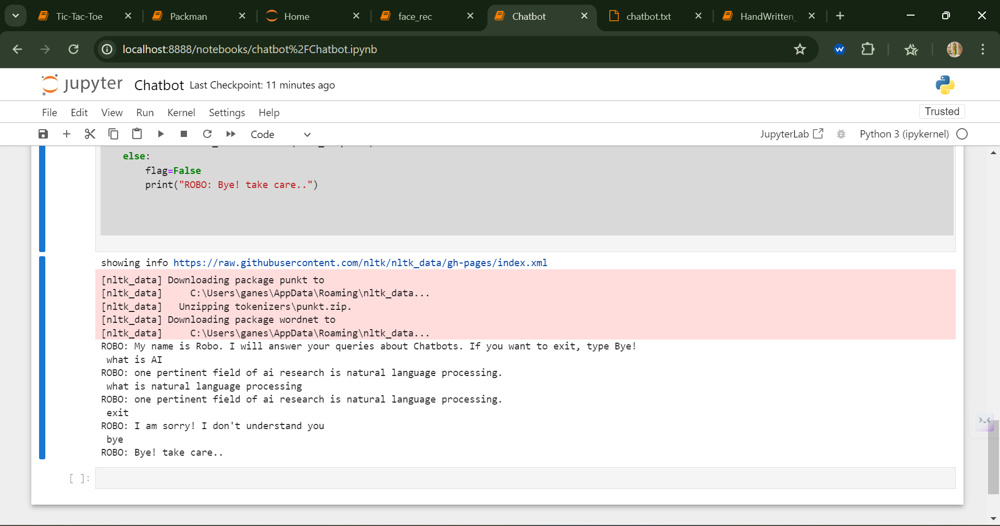 Tic-Tac-Toe
Packman
Home
face_rec
Chatbot
chatbot.txt
HandWritten_
localhost:8888/notebooks/chatbot%2FChatbot.ipynb
jupyter Chatbot Last Checkpoint: 11 minutes ago
File Edit View Run Kernel Settings Help
Trusted
Code
JupyterLab
Python 3 (ipykernel)
else:
flag=False
print("ROBO: Bye! take care..")
showing info https://raw.githubusercontent.com/nltk/nltk_data/gh-pages/index.xml
[nltk_data] Downloading package punkt to
[nltk_data]     C:\Users\ganes\AppData\Roaming\nltk_data...
[nltk_data]   Unzipping tokenizers\punkt.zip.
[nltk_data] Downloading package wordnet to
[nltk_data]     C:\Users\ganes\AppData\Roaming\nltk_data...
ROBO: My name is Robo. I will answer your queries about Chatbots. If you want to exit, type Bye!
what is AI
ROBO: one pertinent field of ai research is natural language processing.
what is natural language processing
ROBO: one pertinent field of ai research is natural language processing.
exit
ROBO: I am sorry! I don't understand you
bye
ROBO: Bye! take care..
[ ]: